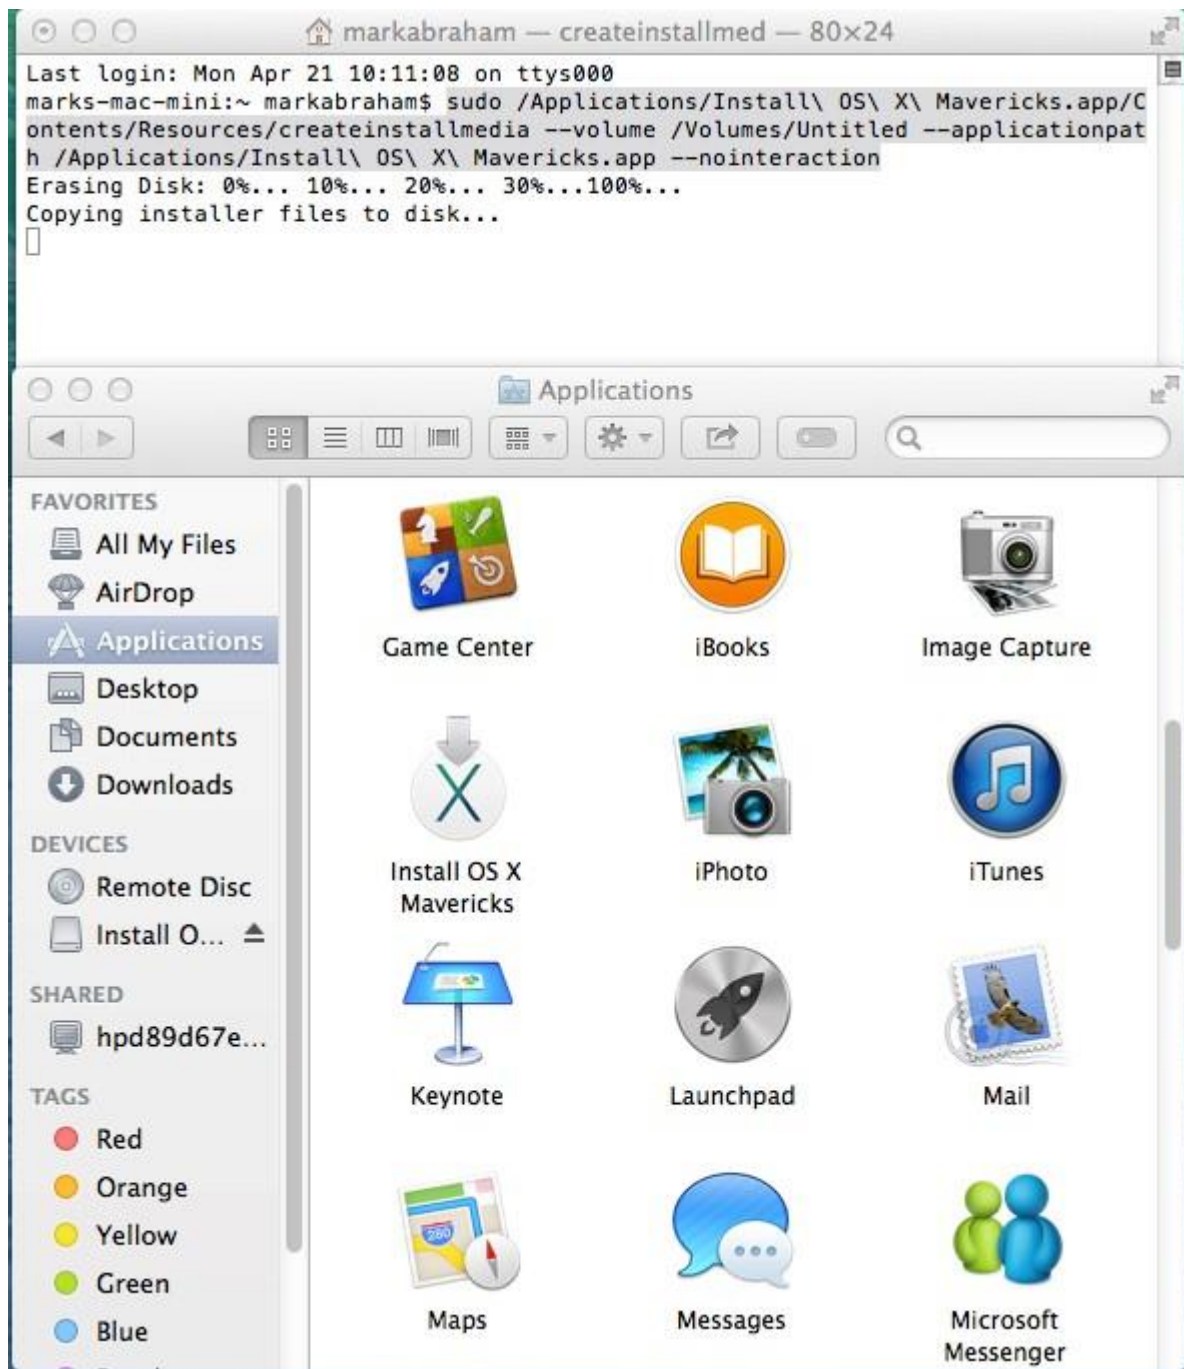 markabraham — createinstallmed — 80×24
Last login: Mon Apr 21 10:11:08 on ttys000
marks-mac-mini:~ markabraham$ sudo /Applications/Install\ OS\ X\ Mavericks.app/C
ontents/Resources/createinstallmedia --volume /Volumes/Untitled --applicationpat
h /Applications/Install\ OS\ X\ Mavericks.app --nointeraction
Erasing Disk: 0%... 10%... 20%... 30%...100%...
Copying installer files to disk...
Applications
FAVORITES
All My Files
AirDrop
Applications
Desktop
Documents
Downloads
DEVICES
Remote Disc
Install O...
SHARED
hpd89d67e...
TAGS
Red
Orange
Yellow
Green
Blue
Game Center
iBooks
Image Capture
X
Install OS X
Mavericks
iPhoto
iTunes
Keynote
Launchpad
Mail
280
Maps
Messages
Microsoft
Messenger